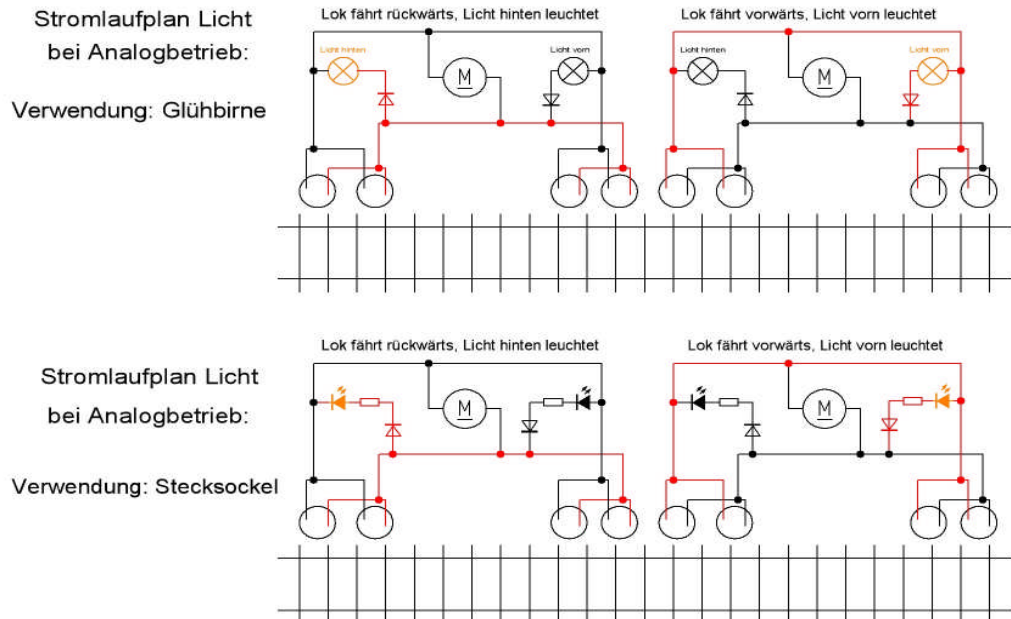 Stromlaufplan Licht
bei Analogbetrieb:
Verwendung: Glühbirne
Lok fährt rückwärts, Licht hinten leuchtet
Licht hinten
Licht vorn
M
Lok fährt vorwärts, Licht vorn leuchtet
Licht hinten
Licht vorn
M
Stromlaufplan Licht
bei Analogbetrieb:
Verwendung: Stecksockel
Lok fährt rückwärts, Licht hinten leuchtet
M
Lok fährt vorwärts, Licht vorn leuchtet
M